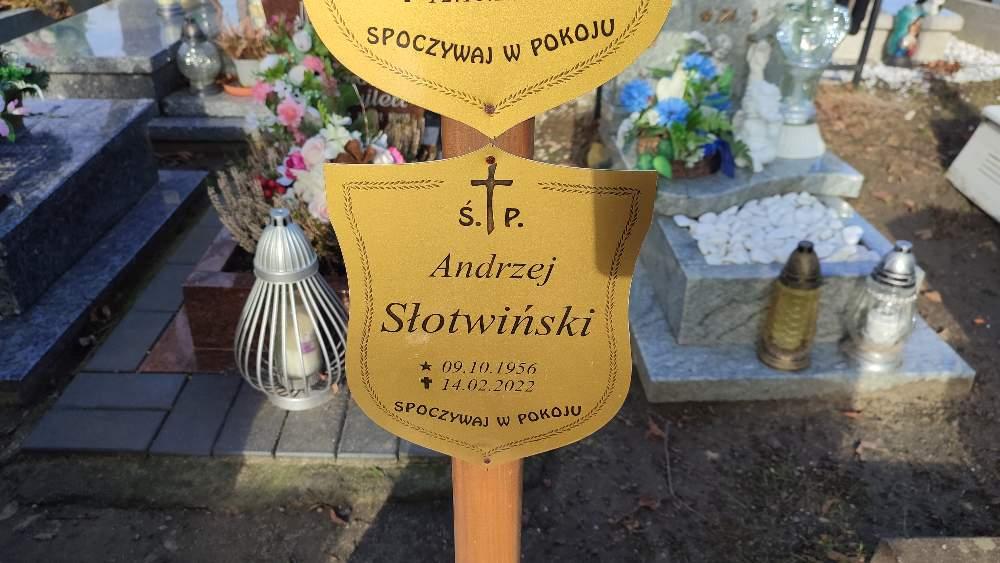 SPOCZYWAJ W POKOJU
Ś. P.
Andrzej
Słotwiński
09.10.1956
14.02.2022
SPOCZYWAJ W POKOJU